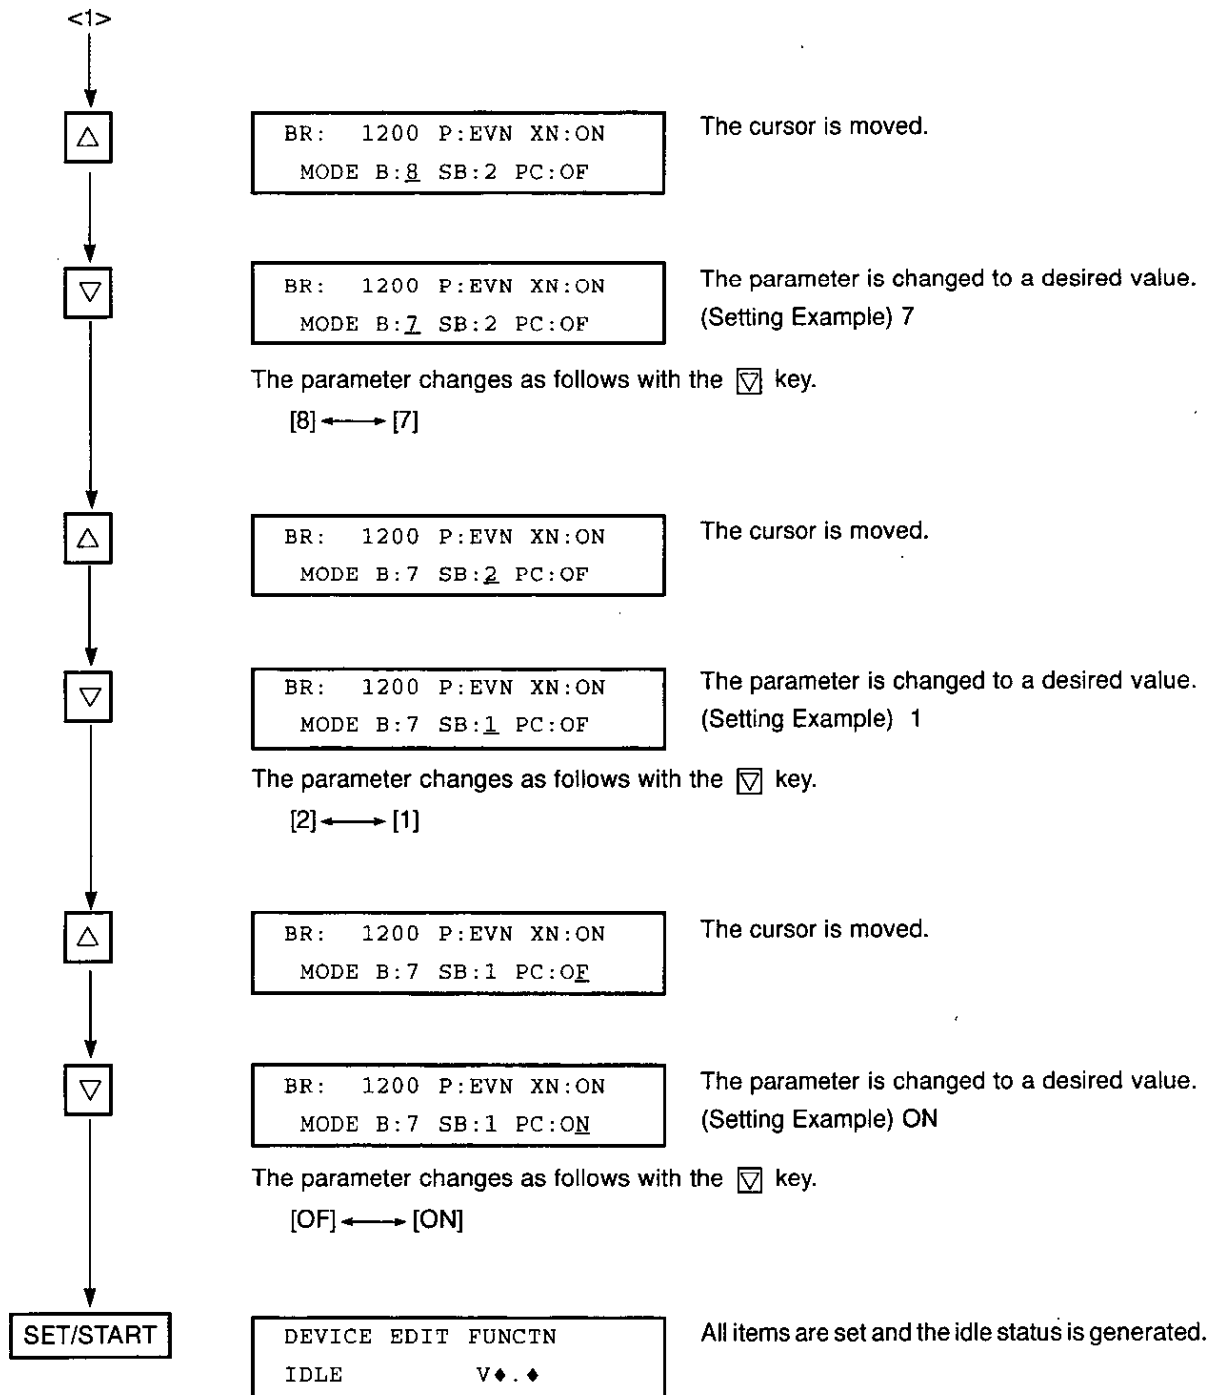 <1>
△
BR: 1200 P:EVN XN:ON
MODE B:8 SB:2 PC:OF
The cursor is moved.
▽
BR: 1200 P:EVN XN:ON
MODE B:7 SB:2 PC:OF
The parameter is changed to a desired value.
(Setting Example) 7
The parameter changes as follows with the ▽ key.
[8] ←→ [7]
△
BR: 1200 P:EVN XN:ON
MODE B:7 SB:2 PC:OF
The cursor is moved.
▽
BR: 1200 P:EVN XN:ON
MODE B:7 SB:1 PC:OF
The parameter is changed to a desired value.
(Setting Example) 1
The parameter changes as follows with the ▽ key.
[2] ←→ [1]
△
BR: 1200 P:EVN XN:ON
MODE B:7 SB:1 PC:OF
The cursor is moved.
▽
BR: 1200 P:EVN XN:ON
MODE B:7 SB:1 PC:ON
The parameter is changed to a desired value.
(Setting Example) ON
The parameter changes as follows with the ▽ key.
[OF] ←→ [ON]
SET/START
DEVICE EDIT FUNCTN
IDLE V♦.♦
All items are set and the idle status is generated.